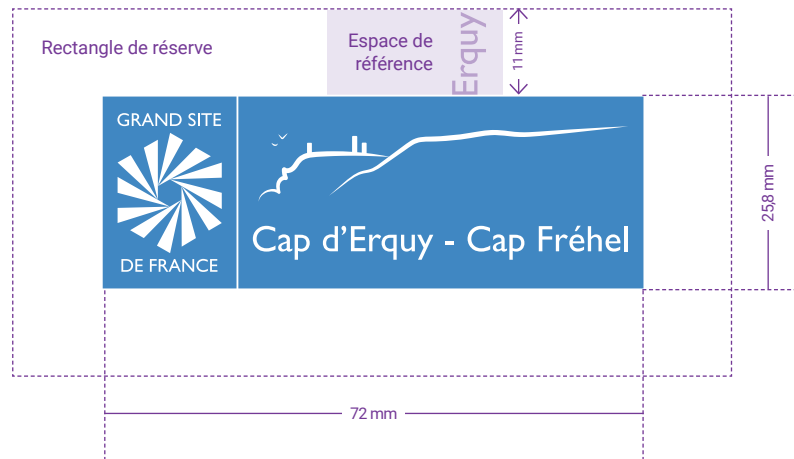 Rectangle de réserve
Espace de
référence
Erquy
11 mm
GRAND SITE
DE FRANCE
Cap d'Erquy - Cap Fréhel
25,8 mm
72 mm